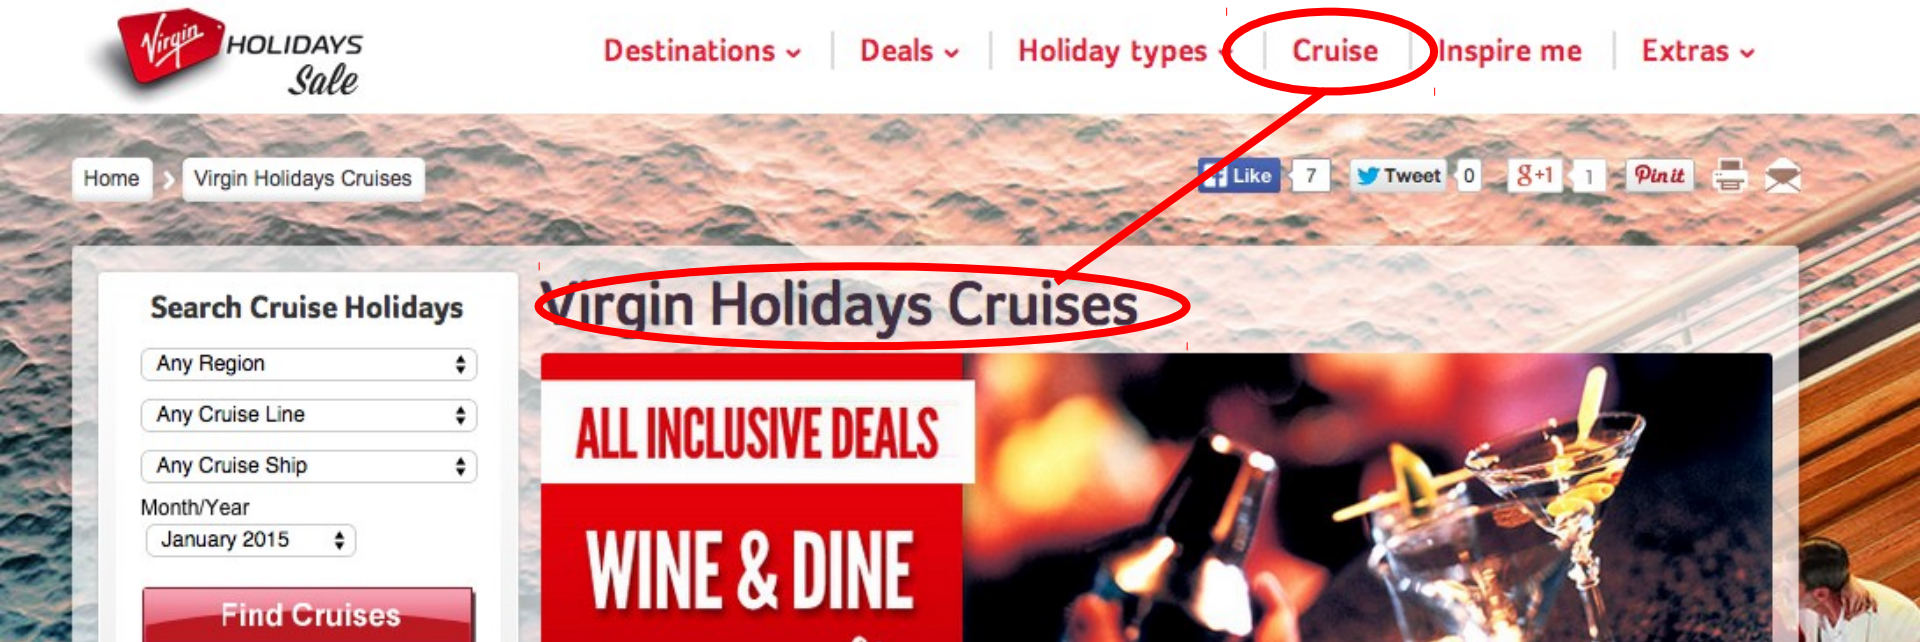 Virgin HOLIDAYS
Sale
Destinations
Deals
Holiday types
Cruise
Inspire me
Extras
Home
Virgin Holidays Cruises
Like
7
Tweet
0
g+1
1
Pin it
Search Cruise Holidays
Any Region
Any Cruise Line
Any Cruise Ship
Month/Year
January 2015
Find Cruises
Virgin Holidays Cruises
ALL INCLUSIVE DEALS
WINE & DINE